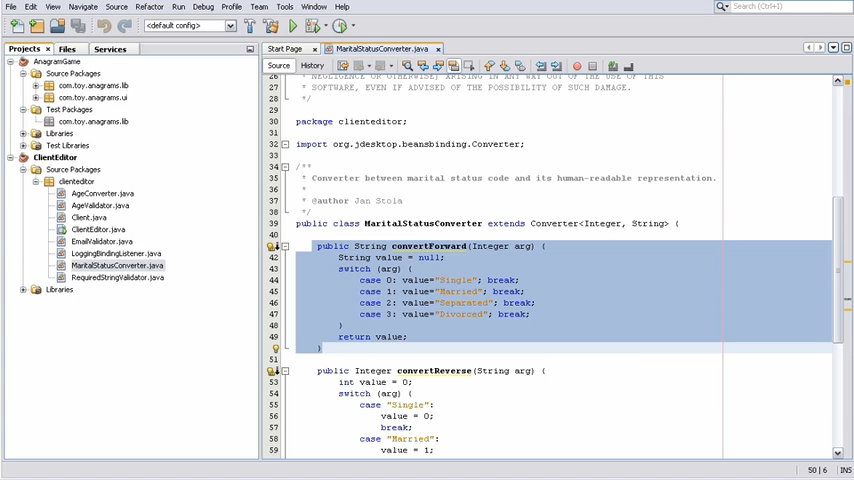 File Edit View Navigate Source Refactor Run Debug Profile Team Tools Window Help
Search (Ctrl+I)
<default config>
Projects Files Services
Start Page MaritalStatusConverter.java
Source History
AnagramGame
Source Packages
com.toy.anagrams.lib
com.toy.anagrams.ui
Test Packages
com.toy.anagrams.lib
Libraries
Test Libraries
ClientEditor
Source Packages
clienteditor
AgeConverter.java
AgeValidator.java
Client.java
ClientEditor.java
EmailValidator.java
LoggingBindingListener.java
MaritalStatusConverter.java
RequiredStringValidator.java
Libraries
26 * NEGLIGENCE OR OTHERWISE) ARISING IN ANY WAY OUT OF THE USE OF THIS
27 * SOFTWARE, EVEN IF ADVISED OF THE POSSIBILITY OF SUCH DAMAGE.
28 */
29
30 package clienteditor;
31
32 import org.jdesktop.beansbinding.Converter;
33
34 /**
35 * Converter between marital status code and its human-readable representation.
36 *
37 * @author Jan Stola
38 */
39 public class MaritalStatusConverter extends Converter<Integer, String> {
40
public String convertForward(Integer arg) {
42 String value = null;
43 switch (arg) {
44 case 0: value="Single"; break;
45 case 1: value="Married"; break;
46 case 2: value="Separated"; break;
47 case 3: value="Divorced"; break;
48 }
49 return value;
}
51
public Integer convertReverse(String arg) {
53 int value = 0;
54 switch (arg) {
55 case "Single":
56 value = 0;
57 break;
58 case "Married":
59 value = 1;
50 | 6 INS